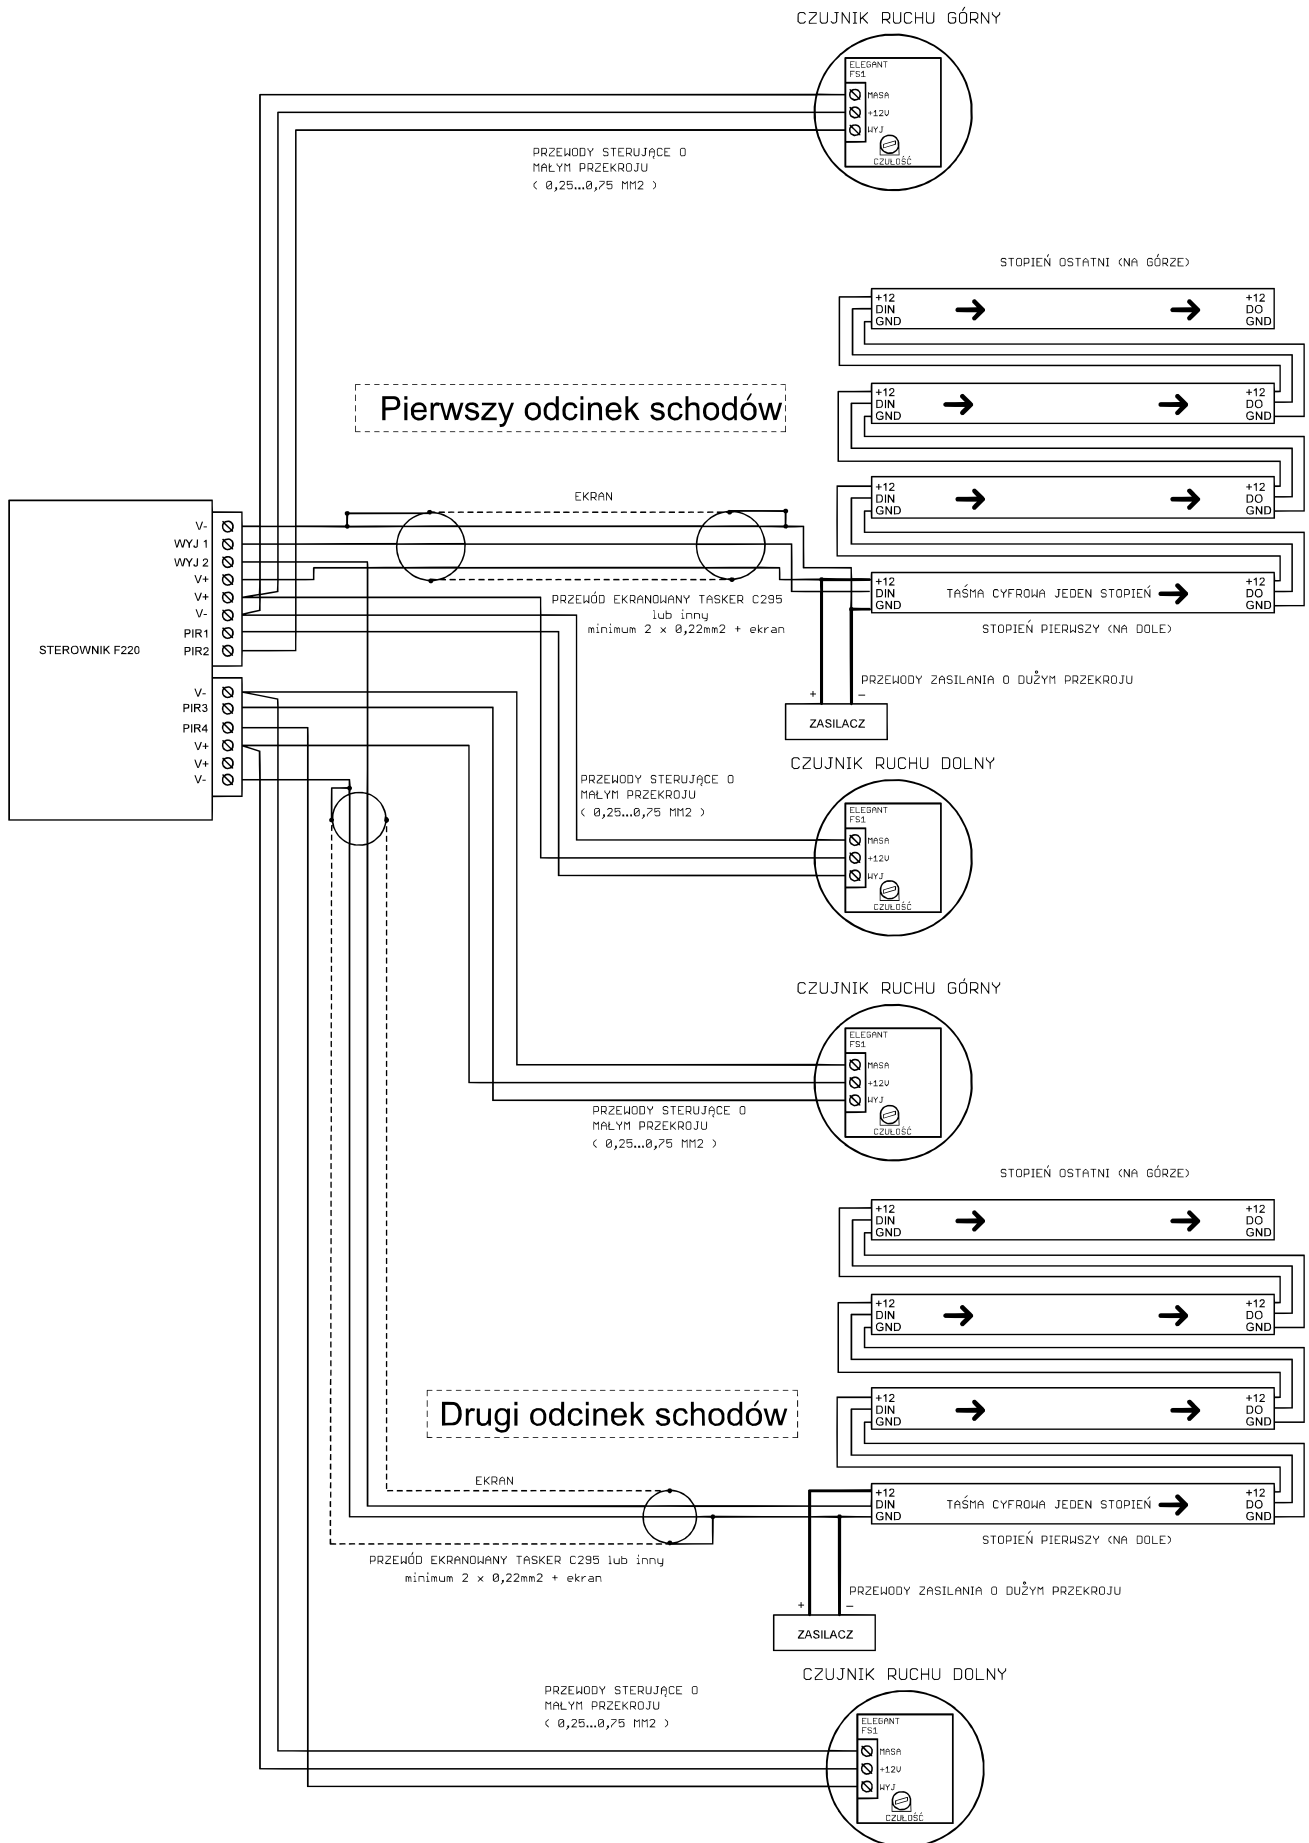 CZUJNIK RUCHU GÓRNY
ELEGANT
FS1
MASA
+12V
WYJ
CZUŁOŚĆ
PRZEWODY STERUJĄCE O
MAŁYM PRZEKROJU
( 0,25...0,75 MM2 )
STOPIEŃ OSTATNI (NA GÓRZE)
+12
DIN
GND
+12
DO
GND
Pierwszy odcinek schodów
+12
DIN
GND
+12
DO
GND
+12
DIN
GND
+12
DO
GND
EKRAN
+12
DIN
GND
TAŚMA CYFROWA JEDEN STOPIEŃ
+12
DO
GND
STOPIEŃ PIERWSZY (NA DOLE)
PRZEWÓD EKRANOWANY TASKER C295
lub inny
minimum 2 x 0,22mm2 + ekran
STEROWNIK F220
V-
WYJ 1
WYJ 2
V+
V+
V-
PIR1
PIR2
V-
PIR3
PIR4
V+
V+
V-
PRZEWODY ZASILANIA O DUŻYM PRZEKROJU
+
–
ZASILACZ
CZUJNIK RUCHU DOLNY
PRZEWODY STERUJĄCE O
MAŁYM PRZEKROJU
( 0,25...0,75 MM2 )
ELEGANT
FS1
MASA
+12V
WYJ
CZUŁOŚĆ
CZUJNIK RUCHU GÓRNY
ELEGANT
FS1
MASA
+12V
WYJ
CZUŁOŚĆ
PRZEWODY STERUJĄCE O
MAŁYM PRZEKROJU
( 0,25...0,75 MM2 )
STOPIEŃ OSTATNI (NA GÓRZE)
+12
DIN
GND
+12
DO
GND
+12
DIN
GND
+12
DO
GND
Drugi odcinek schodów
+12
DIN
GND
+12
DO
GND
EKRAN
+12
DIN
GND
TAŚMA CYFROWA JEDEN STOPIEŃ
+12
DO
GND
STOPIEŃ PIERWSZY (NA DOLE)
PRZEWÓD EKRANOWANY TASKER C295 lub inny
minimum 2 x 0,22mm2 + ekran
PRZEWODY ZASILANIA O DUŻYM PRZEKROJU
+
–
ZASILACZ
CZUJNIK RUCHU DOLNY
PRZEWODY STERUJĄCE O
MAŁYM PRZEKROJU
( 0,25...0,75 MM2 )
ELEGANT
FS1
MASA
+12V
WYJ
CZUŁOŚĆ